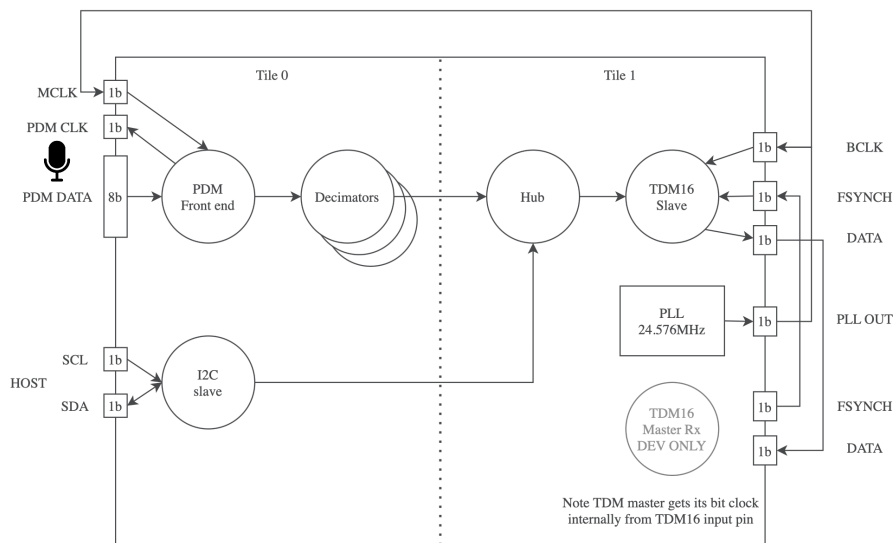 Tile 0
Tile 1
MCLK
1b
PDM CLK
1b
PDM DATA
8b
PDM
Front end
Decimators
Hub
TDM16
Slave
1b
BCLK
1b
FSYNCH
1b
DATA
PLL
24.576MHz
1b
PLL OUT
HOST
SCL
1b
SDA
1b
I2C
slave
TDM16
Master Rx
DEV ONLY
1b
FSYNCH
1b
DATA
Note TDM master gets its bit clock
internally from TDM16 input pin